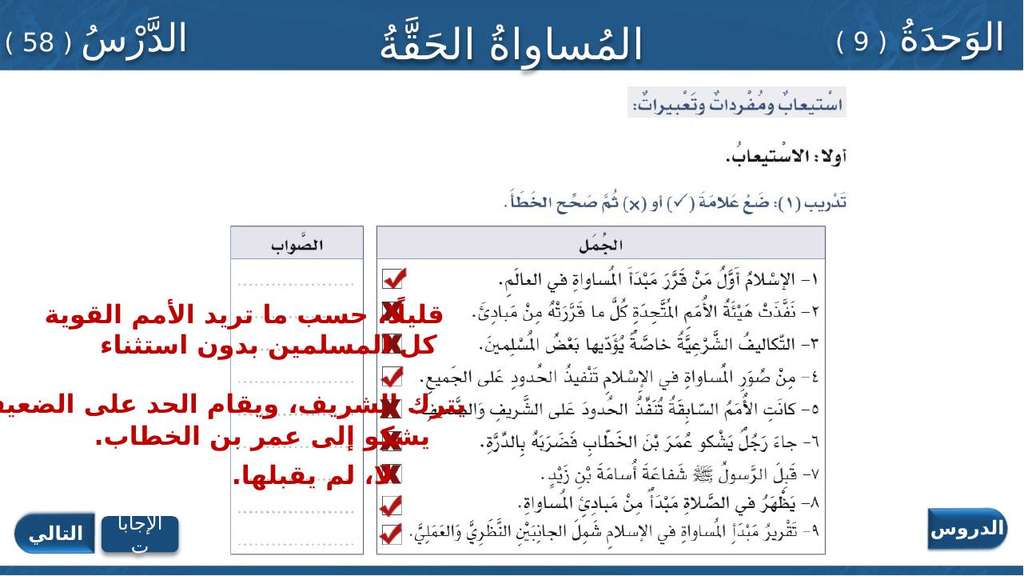 الوَحدَةُ ( 9 )
المُساواةُ الحَقَّةُ
الدَّرْسُ ( 58 )
اسْتيعابٌ ومُفْرداتٌ وتَعْبيراتٌ:
أولا: الاسْتيعابُ.
تَدْريب (١): ضَعْ عَلامَةَ (✓) أو (×) ثُمَّ صَحِّح الخَطَأَ.
الجُمَل
الصَّواب
١- الإسْلامُ أوَّلُ مَنْ قَرَّرَ مَبْدَأَ المُساواةِ في العالَمِ.
٢- نَفَّذَتْ هَيْئَةُ الأُمَمِ المُتَّحِدَةِ كُلَّ ما قَرَّرَتْهُ مِنْ مَبادِئَ.
قليلًا، حسب ما تريد الأمم القوية
٣- التَّكاليفُ الشَّرْعِيَّةُ خاصَّةٌ يُؤَدّيها بَعْضُ المُسْلِمينَ.
كل المسلمين بدون استثناء
٤- مِنْ صُوَرِ المُساواةِ في الإسْلامِ تَنْفيذُ الحُدودِ عَلى الجَميعِ.
٥- كانَتِ الأُمَمُ السّابِقَةُ تُنَفِّذُ الحُدودَ عَلى الشَّريفِ وَالضَّعيفِ.
يترك الشريف، ويقام الحد على الضعيف
٦- جاءَ رَجُلٌ يَشْكو عُمَرَ بْنَ الخَطّابِ فَضَرَبَهُ بِالدِّرَّةِ.
يشكو إلى عمر بن الخطاب.
٧- قَبِلَ الرَّسولُ ﷺ شَفاعَةَ أُسامَةَ بْنِ زَيْدٍ.
لا، لم يقبلها.
٨- يَظْهَرُ في الصَّلاةِ مَبْدَأٌ مِنْ مَبادِئِ المُساواةِ.
٩- تَقْريرُ مَبْدَأِ المُساواةِ في الإسلامِ شَمِلَ الجانِبَيْنِ النَّظَرِيَّ وَالعَمَلِيَّ.
الدروس
الإجابات
التالي